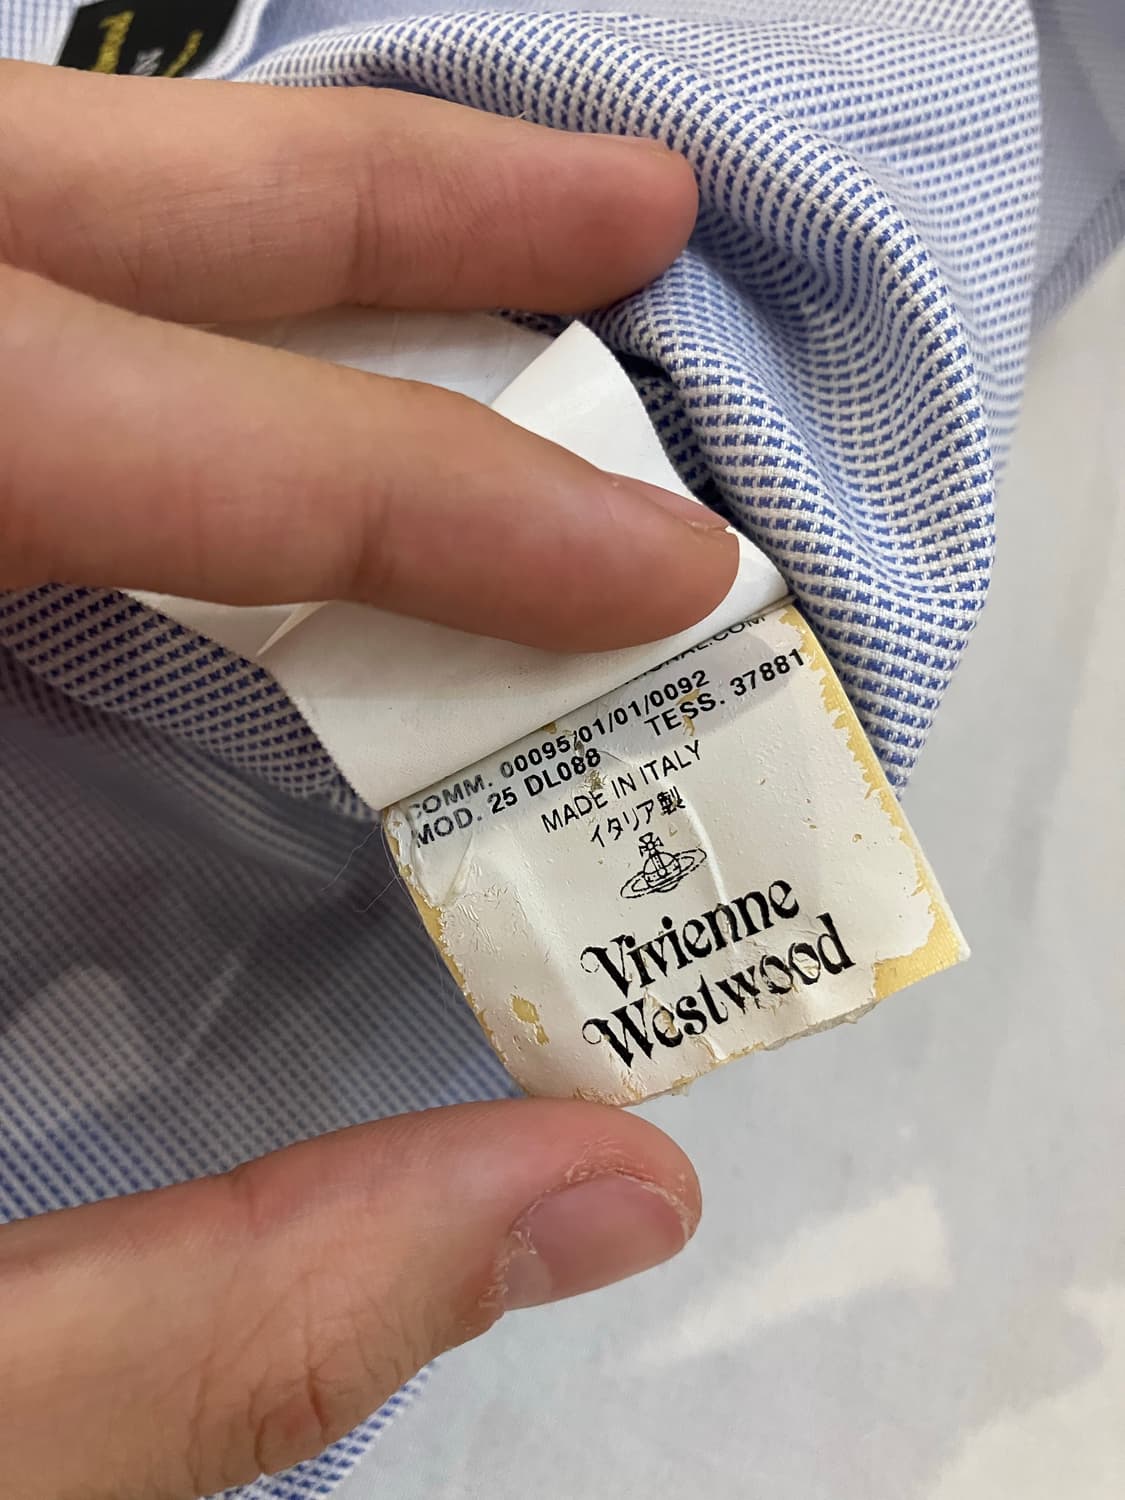 COMM. 00095/01/01/0092
MOD. 25 DL088 TESS. 37881
MADE IN ITALY
イタリア製
Vivienne
Westwood